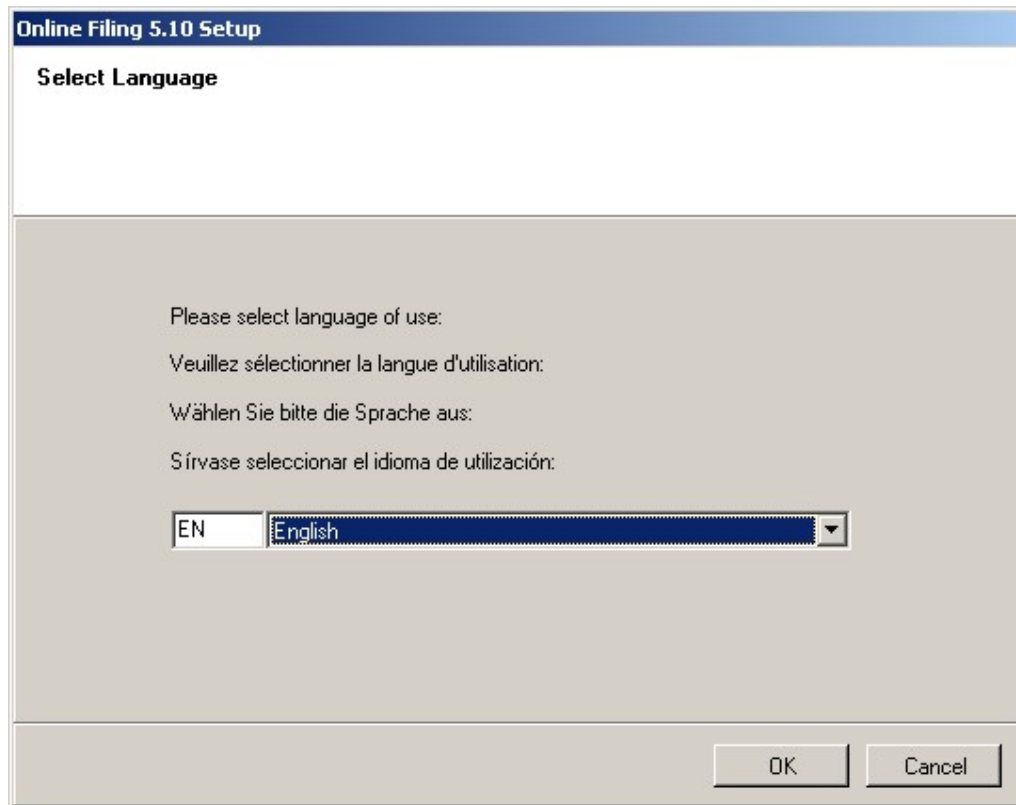 Online Filing 5.10 Setup
Select Language
Please select language of use:
Veuillez sélectionner la langue d'utilisation:
Wählen Sie bitte die Sprache aus:
Sírvase seleccionar el idioma de utilización:
EN English
OK Cancel